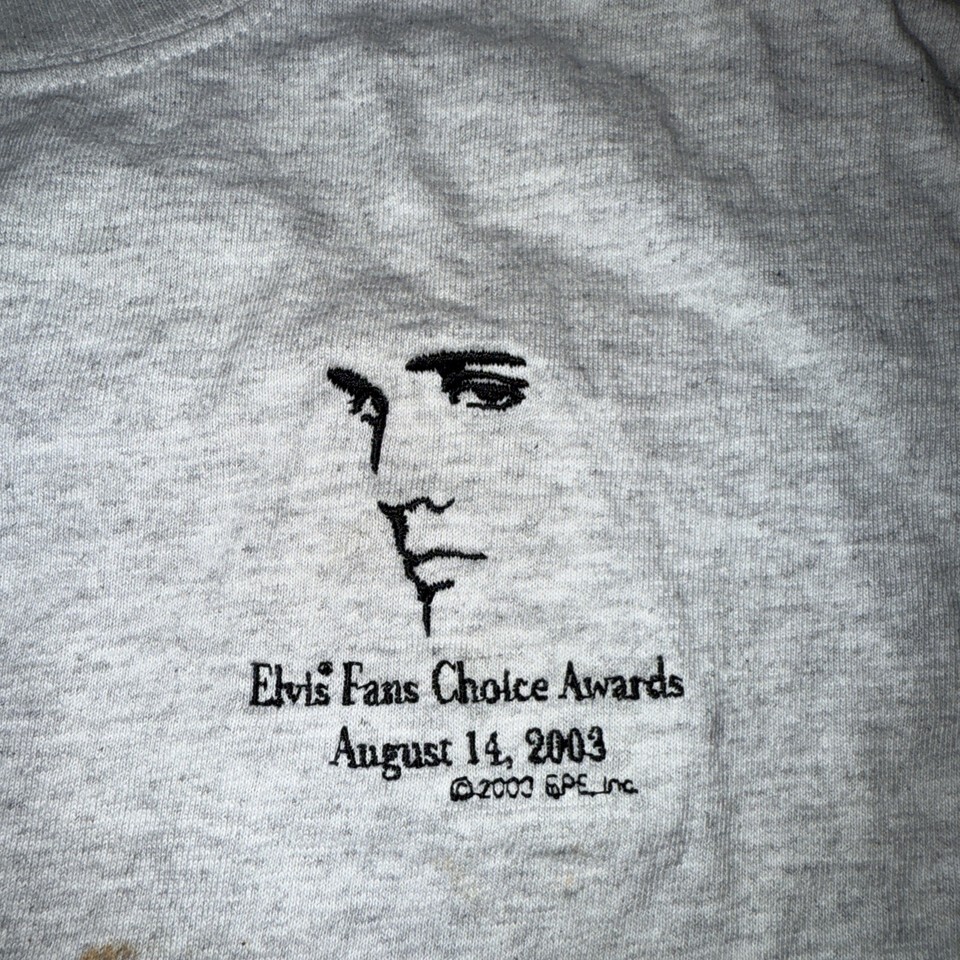 Elvis® Fans Choice Awards
August 14, 2003
©2003 EPE, Inc.